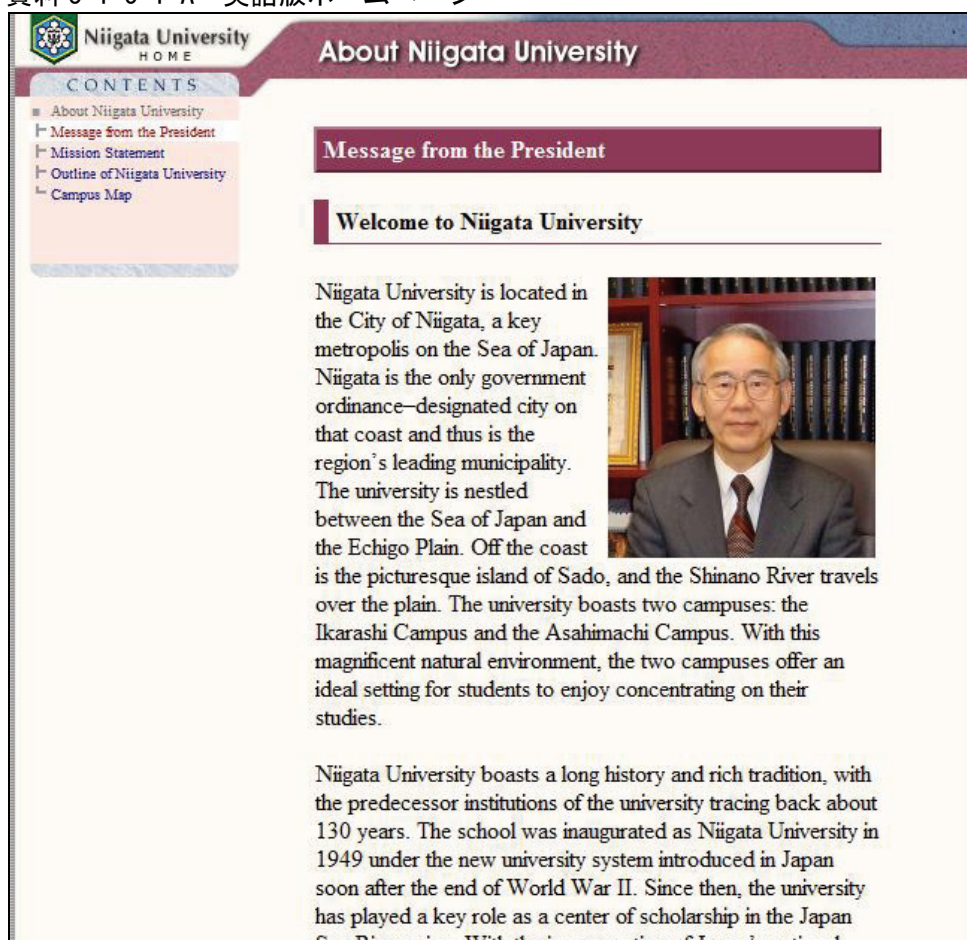 英語版ホームページ
Niigata University
HOME
About Niigata University
CONTENTS
About Niigata University
Message from the President
Mission Statement
Outline of Niigata University
Campus Map
Message from the President
Welcome to Niigata University
Niigata University is located in
the City of Niigata, a key
metropolis on the Sea of Japan.
Niigata is the only government
ordinance–designated city on
that coast and thus is the
region's leading municipality.
The university is nestled
between the Sea of Japan and
the Echigo Plain. Off the coast
is the picturesque island of Sado, and the Shinano River travels
over the plain. The university boasts two campuses: the
Ikarashi Campus and the Asahimachi Campus. With this
magnificent natural environment, the two campuses offer an
ideal setting for students to enjoy concentrating on their
studies.
Niigata University boasts a long history and rich tradition, with
the predecessor institutions of the university tracing back about
130 years. The school was inaugurated as Niigata University in
1949 under the new university system introduced in Japan
soon after the end of World War II. Since then, the university
has played a key role as a center of scholarship in the Japan